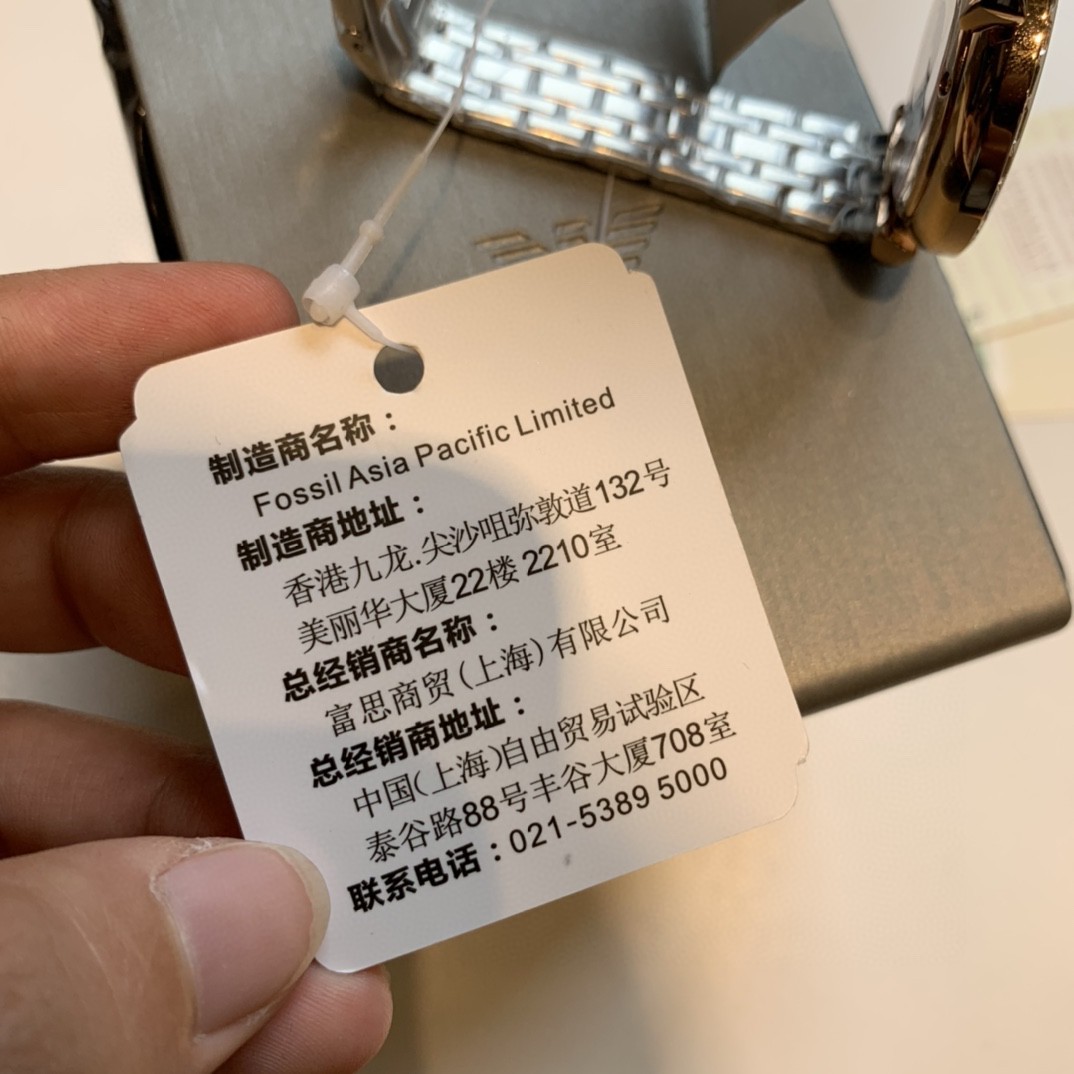 制造商名称：
Fossil Asia Pacific Limited
制造商地址：
香港九龙.尖沙咀弥敦道132号
美丽华大厦22楼 2210室
总经销商名称：
富思商贸(上海)有限公司
总经销商地址：
中国(上海)自由贸易试验区
泰谷路88号丰谷大厦708室
联系电话：021-5389 5000